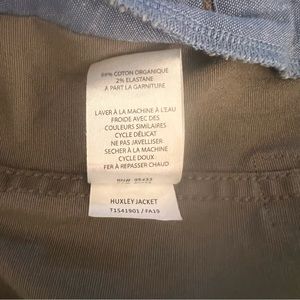 98% COTON ORGANIQUE
2% ELASTANE
A PART LA GARNITURE
LAVER À LA MACHINE À L'EAU
FROIDE AVEC DES
COULEURS SIMILAIRES
CYCLE DÉLICAT
NE PAS JAVELLISER
SECHER À LA MACHINE
CYCLE DOUX
FER À REPASSER CHAUD
HUXLEY JACKET
T1541901 / FA19